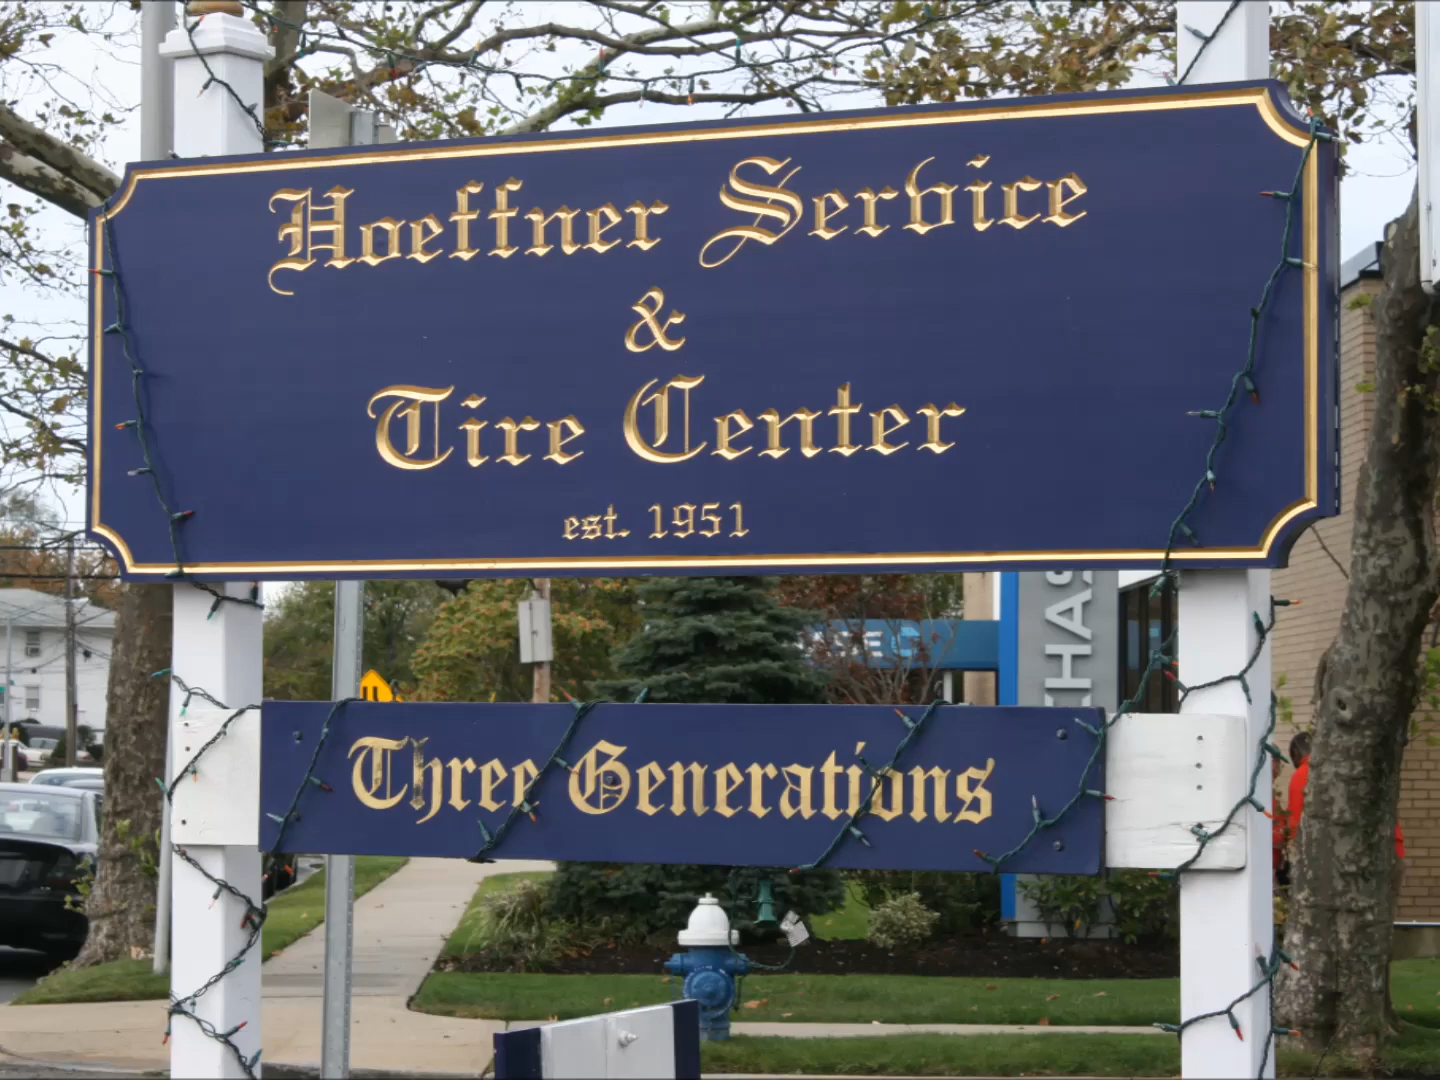 Hoeffner Service
&
Tire Center
est. 1951
Three Generations